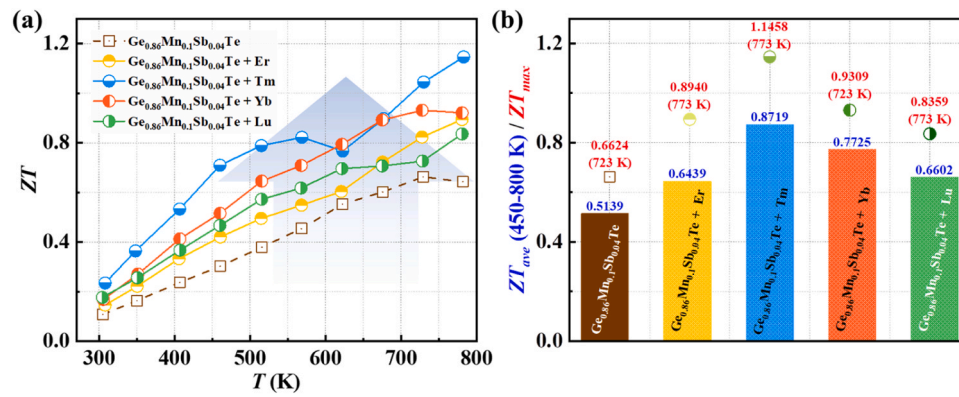 (a)
ZT
1.2
0.8
0.4
0.0
300
400
500
600
700
800
T (K)
Ge0.86Mn0.1Sb0.04Te
Ge0.86Mn0.1Sb0.04Te + Er
Ge0.86Mn0.1Sb0.04Te + Tm
Ge0.86Mn0.1Sb0.04Te + Yb
Ge0.86Mn0.1Sb0.04Te + Lu
(b)
ZTave (450-800 K) / ZTmax
1.2
0.8
0.4
0.0
0.6624
(723 K)
0.5139
Ge0.86Mn0.1Sb0.04Te
0.8940
(773 K)
0.6439
Ge0.86Mn0.1Sb0.04Te + Er
1.1458
(773 K)
0.8719
Ge0.86Mn0.1Sb0.04Te + Tm
0.9309
(723 K)
0.7725
Ge0.86Mn0.1Sb0.04Te + Yb
0.8359
(773 K)
0.6602
Ge0.86Mn0.1Sb0.04Te + Lu